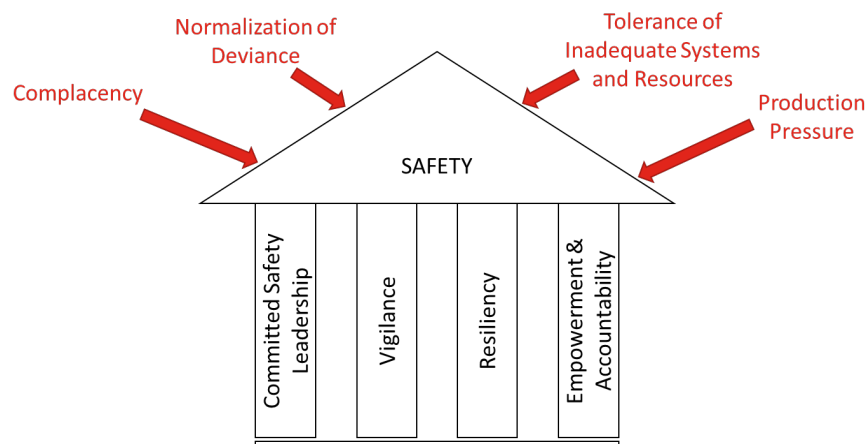 Normalization of
Deviance
Tolerance of
Inadequate Systems
and Resources
Complacency
Production
Pressure
SAFETY
Committed Safety
Leadership
Vigilance
Resiliency
Empowerment &
Accountability